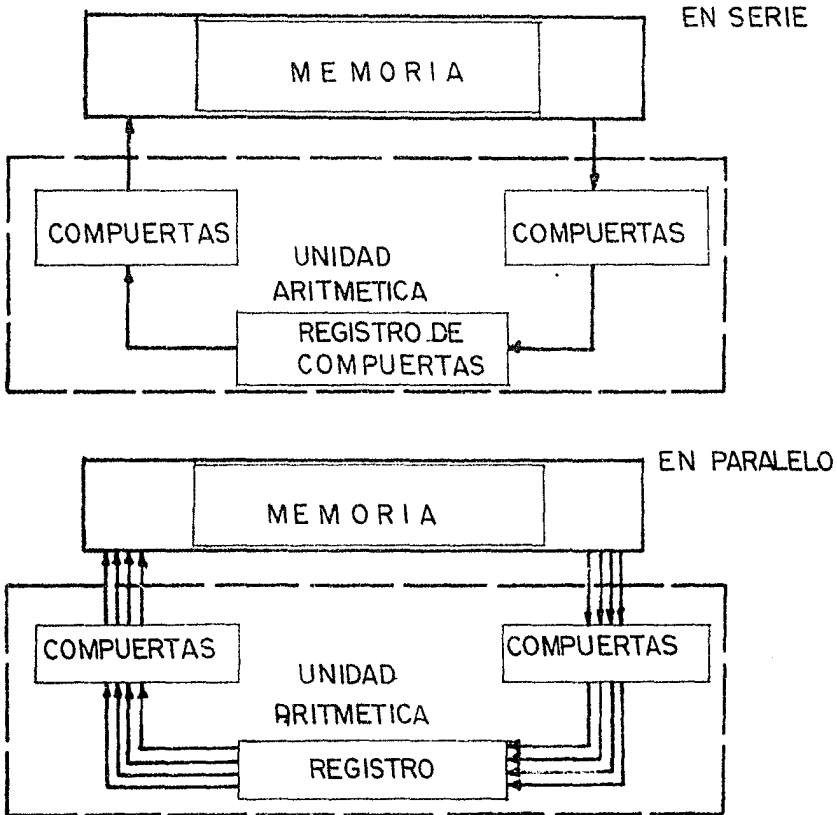 EN SERIE
MEMORIA
COMPUERTAS
COMPUERTAS
UNIDAD
ARITMETICA
REGISTRO DE
COMPUERTAS
EN PARALELO
MEMORIA
COMPUERTAS
COMPUERTAS
UNIDAD
ARITMETICA
REGISTRO